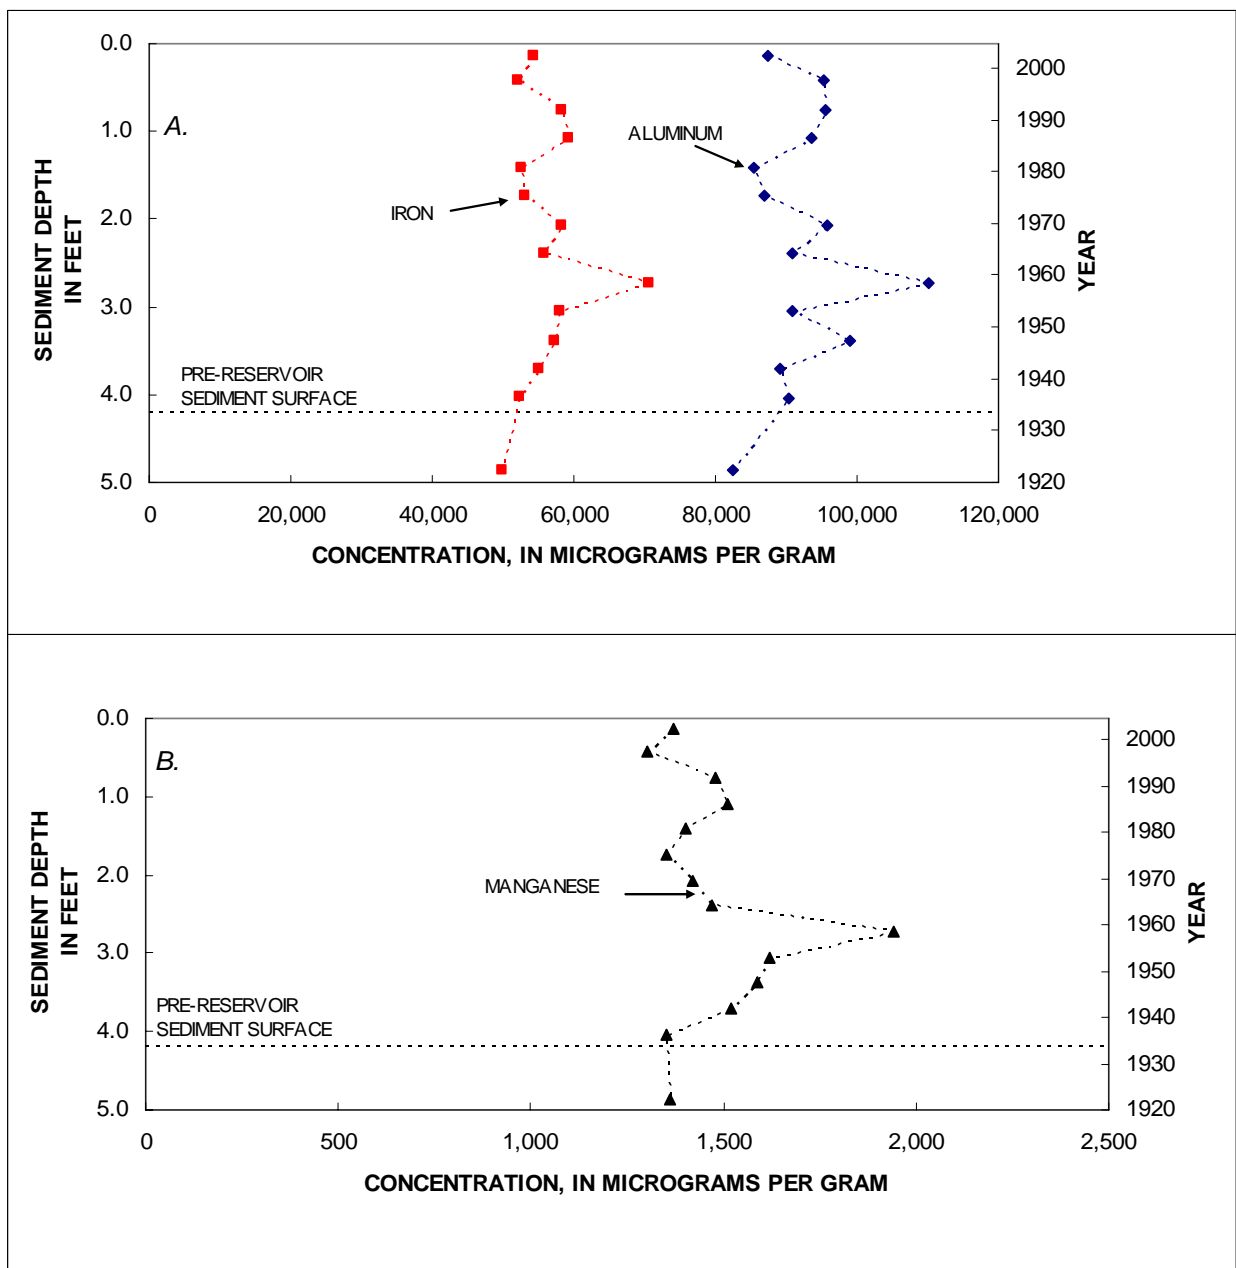 0.0
1.0
2.0
3.0
4.0
5.0
SEDIMENT DEPTH
IN FEET
A.
ALUMINUM
IRON
PRE-RESERVOIR
SEDIMENT SURFACE
2000
1990
1980
1970
1960
1950
1940
1930
1920
YEAR
0 20,000 40,000 60,000 80,000 100,000 120,000
CONCENTRATION, IN MICROGRAMS PER GRAM
0.0
1.0
2.0
3.0
4.0
5.0
SEDIMENT DEPTH
IN FEET
B.
MANGANESE
PRE-RESERVOIR
SEDIMENT SURFACE
2000
1990
1980
1970
1960
1950
1940
1930
1920
YEAR
0 500 1,000 1,500 2,000 2,500
CONCENTRATION, IN MICROGRAMS PER GRAM